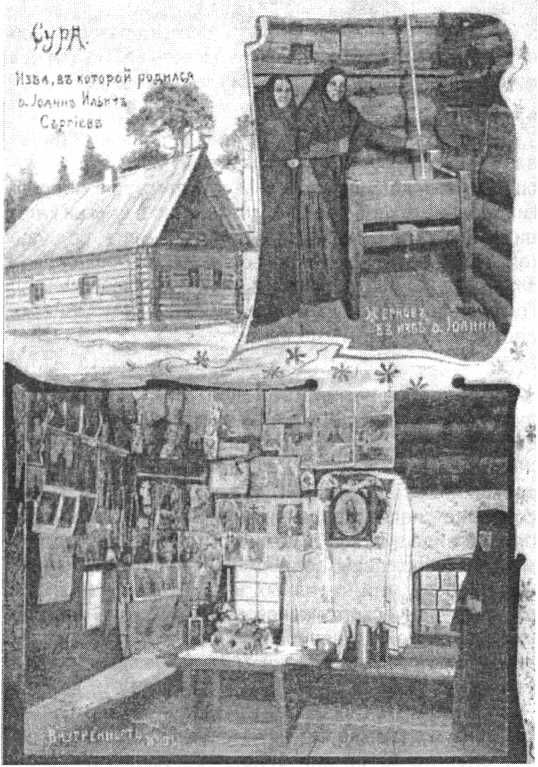 Сура.
Изба, въ которой родился
о. Іоаннъ Ильичъ
Сергіевъ
Жерновъ
въ избѣ о. Іоанна
Внутренность избы